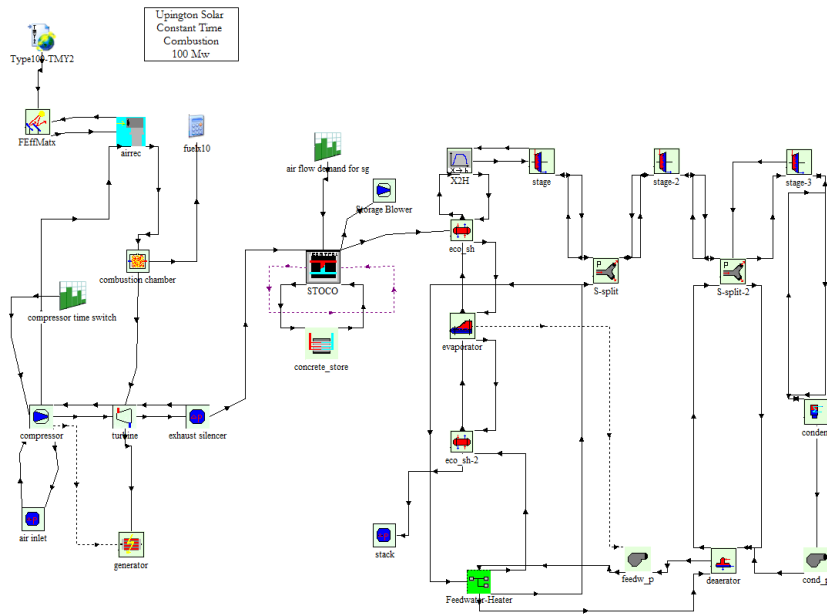 Upington Solar
Constant Time
Combustion
100 Mw
Type109-TMY2
FEffMatx
airrec
fuelx10
air flow demand for sg
X2H
stage
stage-2
stage-3
Storage Blower
eco_sh
combustion chamber
STOCO
S-split
S-split-2
compressor time switch
evaporator
concrete_store
compressor
turbine
exhaust silencer
conden
eco_sh-2
air inlet
stack
generator
feedw_p
deaerator
cond_p
Feedwater-Heater